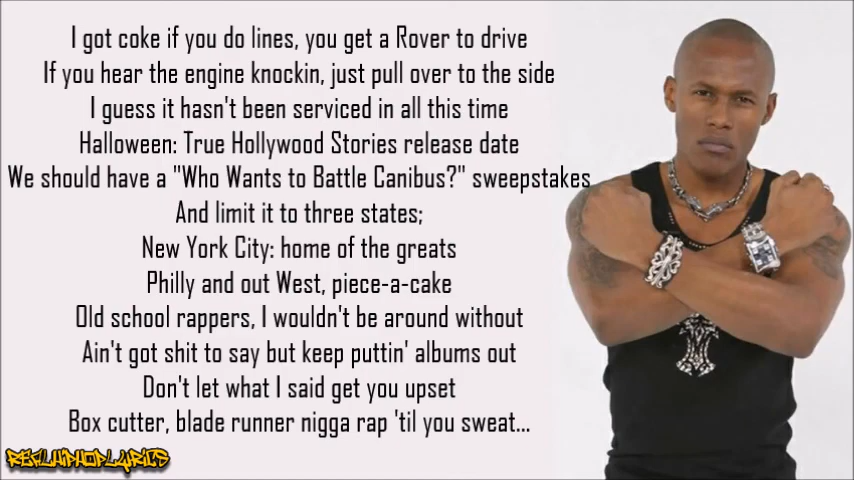 I got coke if you do lines, you get a Rover to drive
If you hear the engine knockin, just pull over to the side
I guess it hasn't been serviced in all this time
Halloween: True Hollywood Stories release date
We should have a "Who Wants to Battle Canibus?" sweepstakes
And limit it to three states;
New York City: home of the greats
Philly and out West, piece-a-cake
Old school rappers, I wouldn't be around without
Ain't got shit to say but keep puttin' albums out
Don't let what I said get you upset
Box cutter, blade runner nigga rap 'til you sweat...
REFLHIPHOPLYRICS